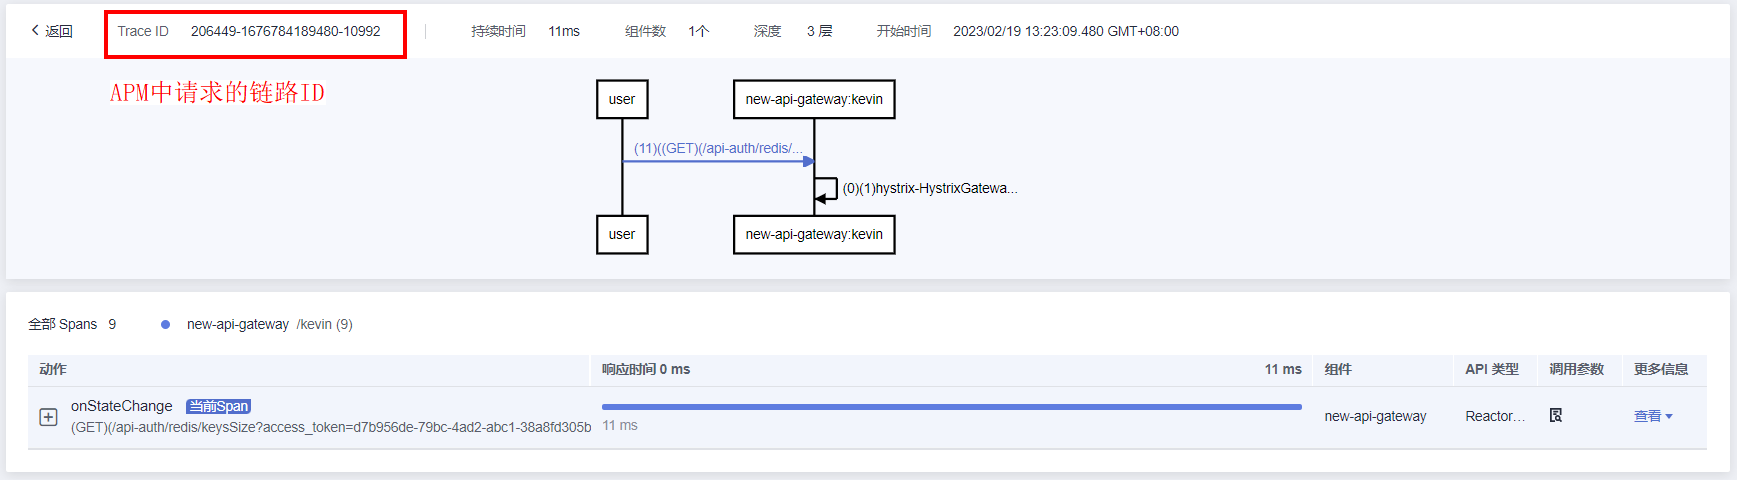 返回 Trace ID 206449-1676784189480-10992 持续时间 11ms 组件数 1个 深度 3 层 开始时间 2023/02/19 13:23:09.480 GMT+08:00
APM中请求的链路ID
user new-api-gateway:kevin
(11)((GET)(/api-auth/redis/...
(0)(1)hystrix-HystrixGatewa...
user new-api-gateway:kevin
全部 Spans 9 new-api-gateway /kevin (9)
动作 响应时间 0 ms 11 ms 组件 API 类型 调用参数 更多信息
onStateChange 当前Span
(GET)(/api-auth/redis/keysSize?access_token=d7b956de-79bc-4ad2-abc1-38a8fd305b 11 ms new-api-gateway Reactor... 查看